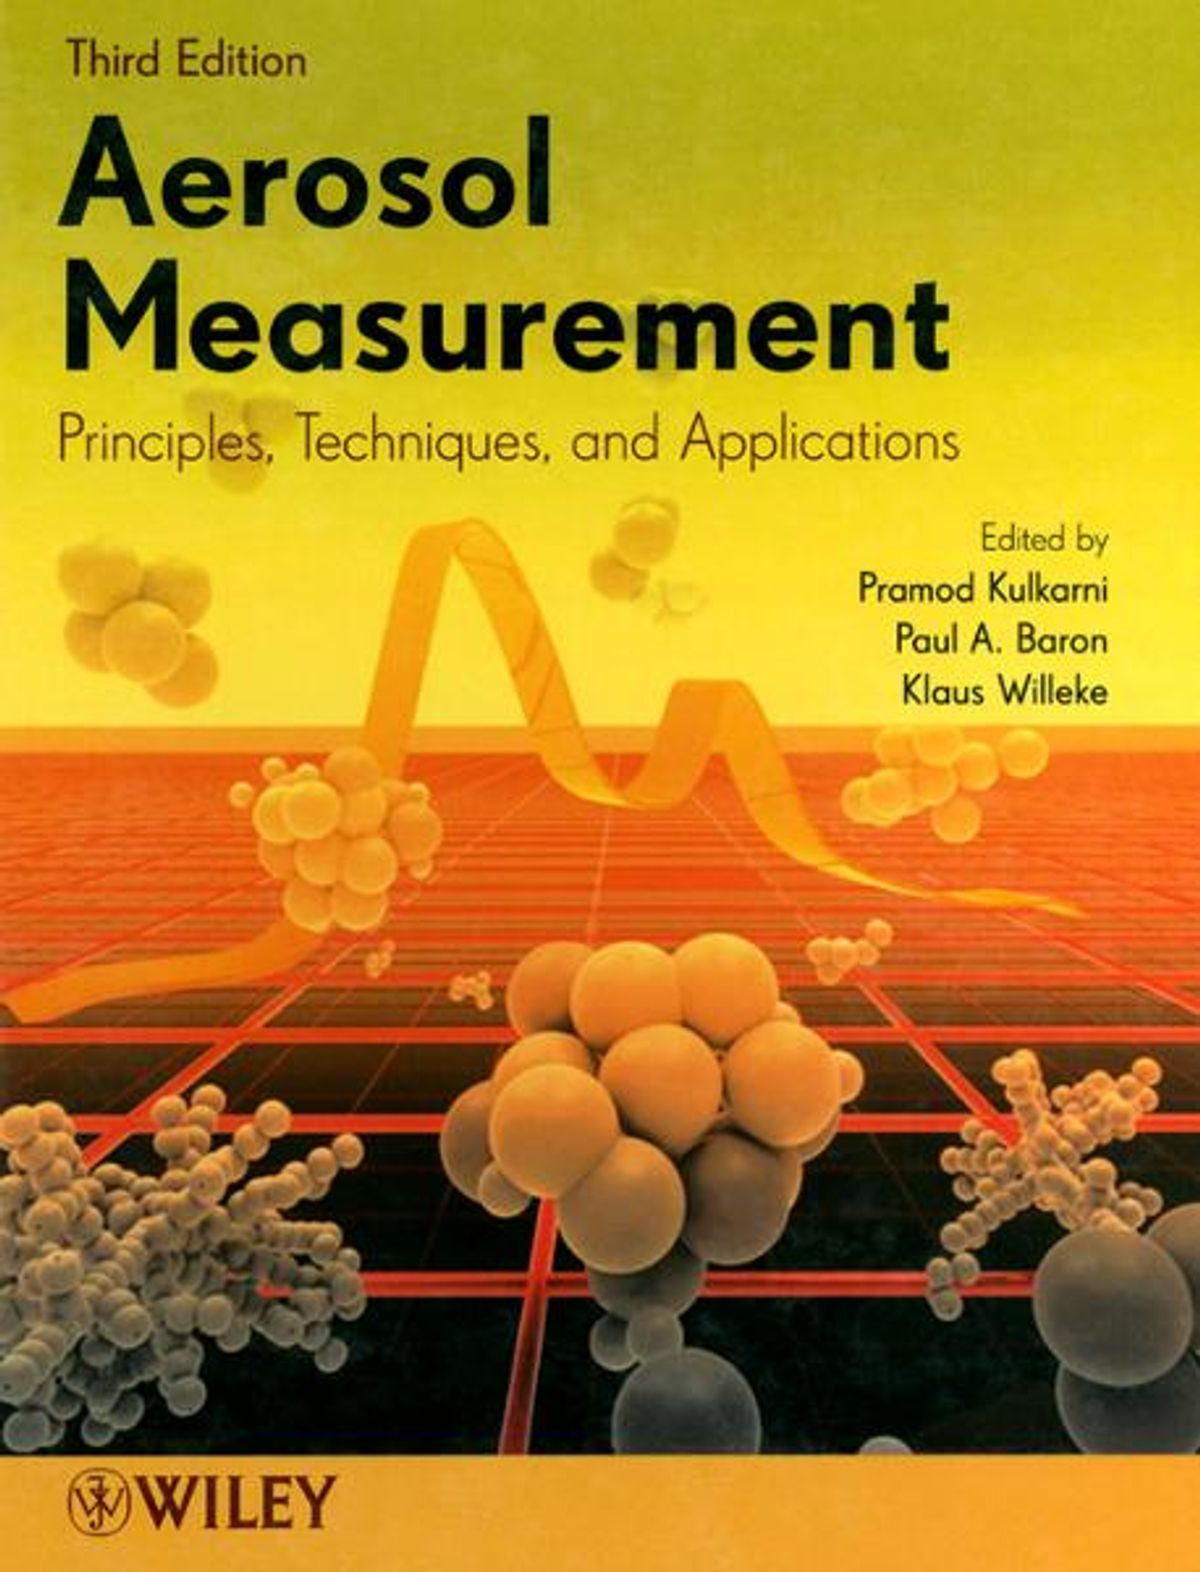 Third Edition
Aerosol
Measurement
Principles, Techniques, and Applications
Edited by
Pramod Kulkarni
Paul A. Baron
Klaus Willeke
WILEY